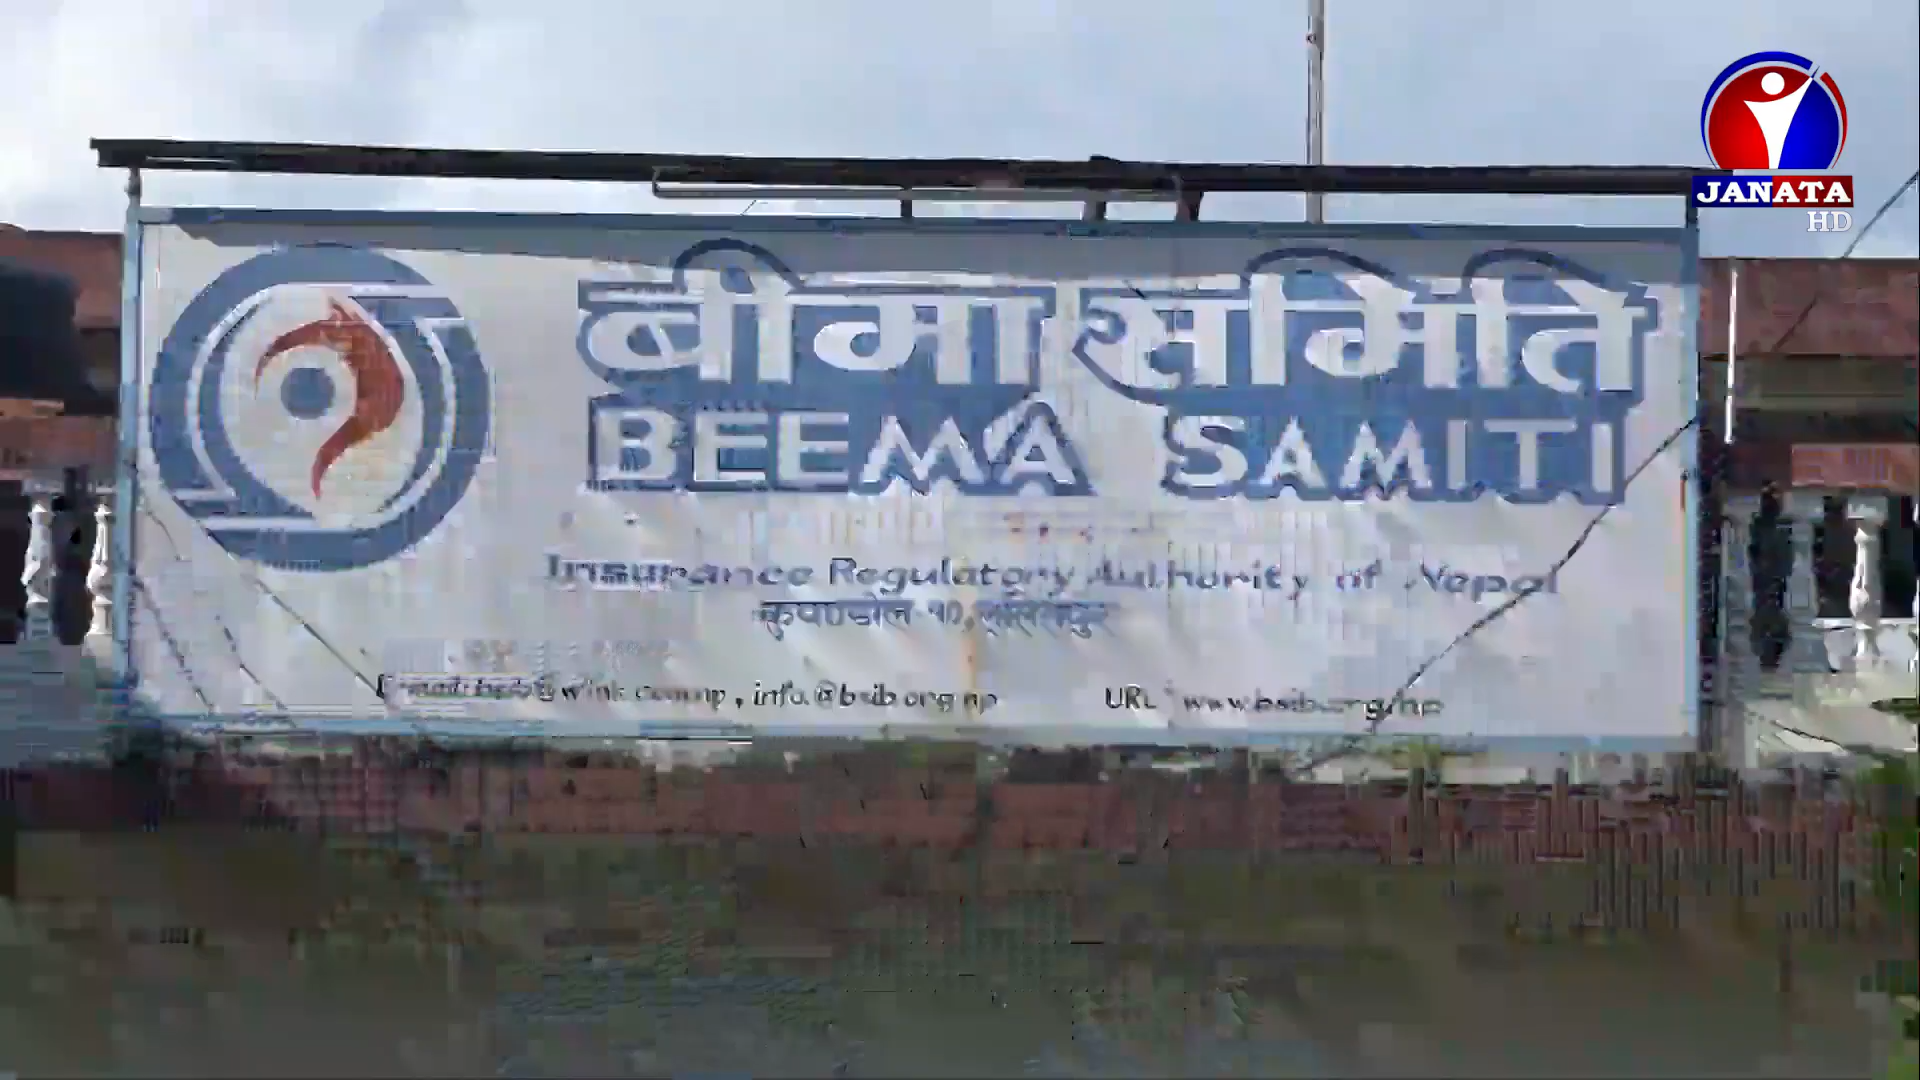 JANATA
HD
बीमा समिति
BEEMA SAMITI
Insurance Regulatory Authority of Nepal
कुपण्डोल-१०, ललितपुर
info@bsib.org.np
URL : www.bsib.org.np